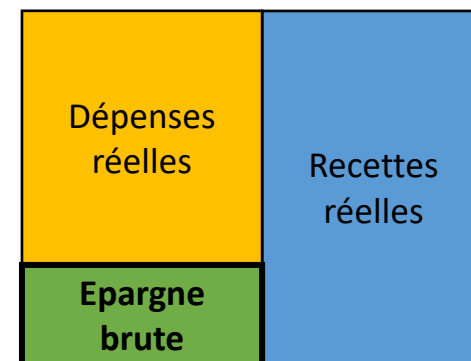 Dépenses
réelles
Epargne
brute
Recettes
réelles